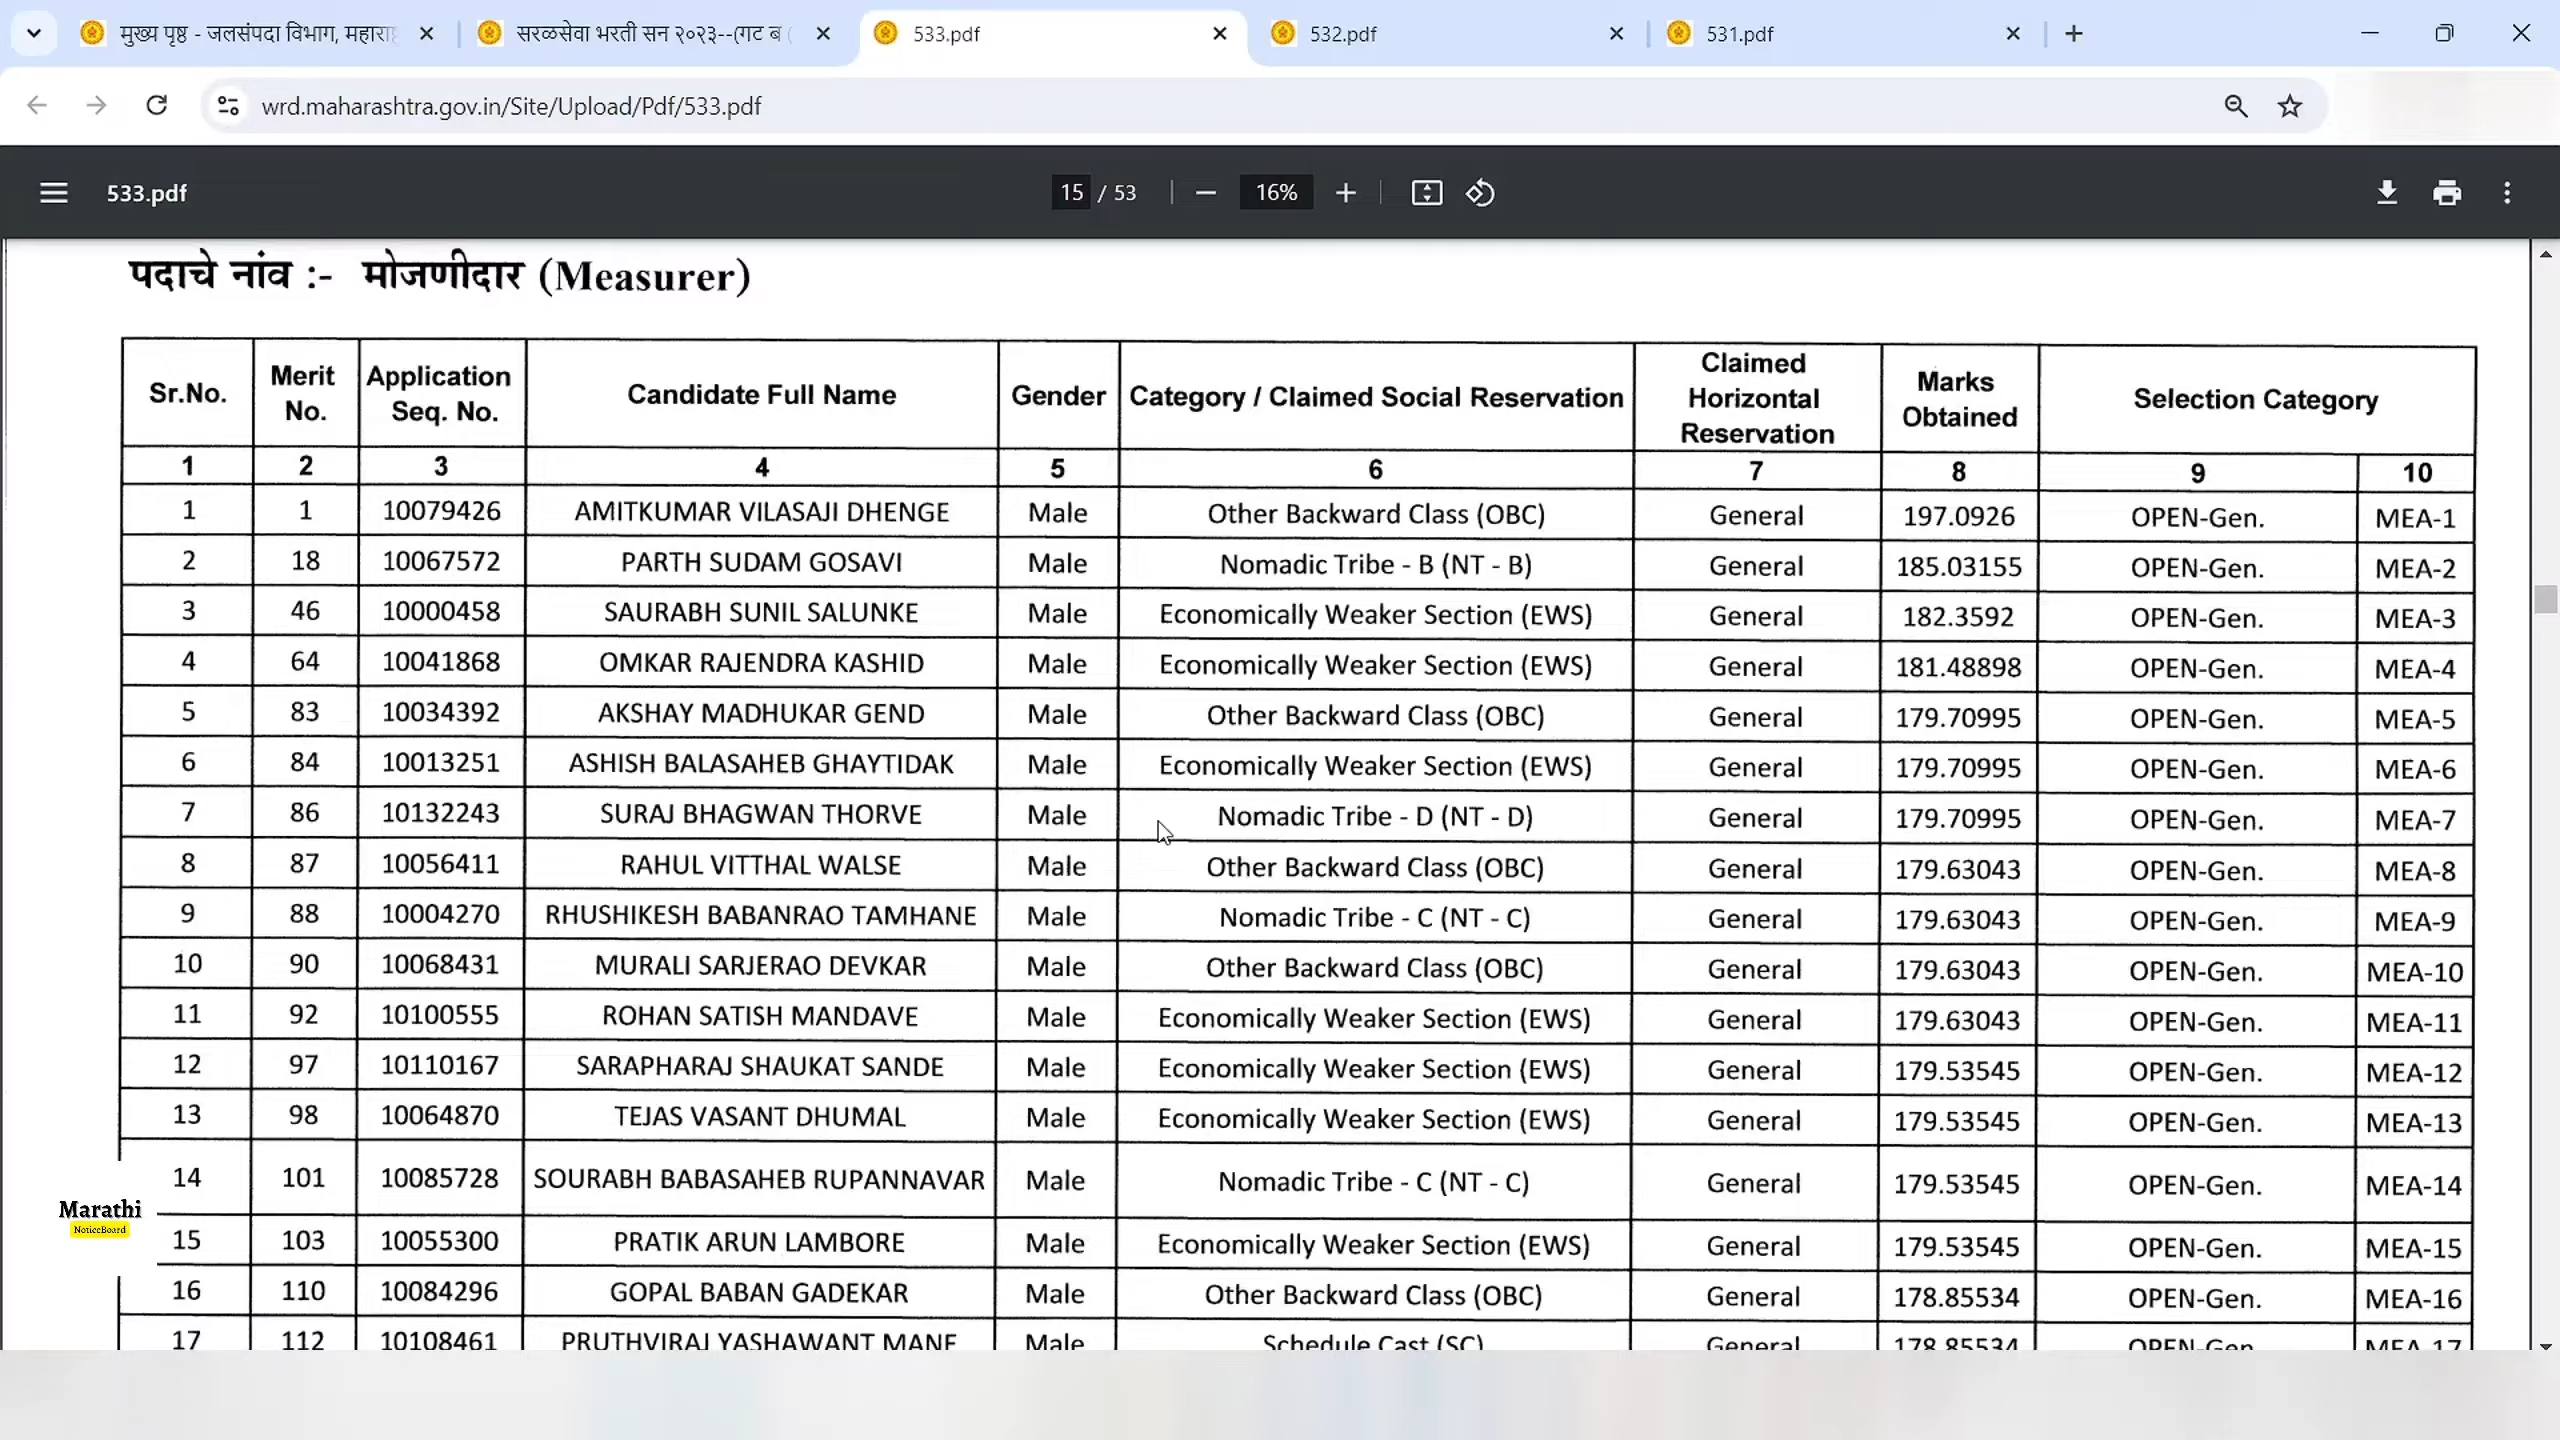 मुख्य पृष्ठ - जलसंपदा विभाग, महाराष्ट्र
सरळसेवा भरती सन २०२३--(गट ब (
533.pdf
532.pdf
531.pdf
wrd.maharashtra.gov.in/Site/Upload/Pdf/533.pdf
533.pdf
15 / 53
16%
पदाचे नांव :- मोजणीदार (Measurer)
Sr.No. Merit No. Application Seq. No. Candidate Full Name Gender Category / Claimed Social Reservation Claimed Horizontal Reservation Marks Obtained Selection Category
1 2 3 4 5 6 7 8 9 10
1 1 10079426 AMITKUMAR VILASAJI DHENGE Male Other Backward Class (OBC) General 197.0926 OPEN-Gen. MEA-1
2 18 10067572 PARTH SUDAM GOSAVI Male Nomadic Tribe - B (NT - B) General 185.03155 OPEN-Gen. MEA-2
3 46 10000458 SAURABH SUNIL SALUNKE Male Economically Weaker Section (EWS) General 182.3592 OPEN-Gen. MEA-3
4 64 10041868 OMKAR RAJENDRA KASHID Male Economically Weaker Section (EWS) General 181.48898 OPEN-Gen. MEA-4
5 83 10034392 AKSHAY MADHUKAR GEND Male Other Backward Class (OBC) General 179.70995 OPEN-Gen. MEA-5
6 84 10013251 ASHISH BALASAHEB GHAYTIDAK Male Economically Weaker Section (EWS) General 179.70995 OPEN-Gen. MEA-6
7 86 10132243 SURAJ BHAGWAN THORVE Male Nomadic Tribe - D (NT - D) General 179.70995 OPEN-Gen. MEA-7
8 87 10056411 RAHUL VITTHAL WALSE Male Other Backward Class (OBC) General 179.63043 OPEN-Gen. MEA-8
9 88 10004270 RHUSHIKESH BABANRAO TAMHANE Male Nomadic Tribe - C (NT - C) General 179.63043 OPEN-Gen. MEA-9
10 90 10068431 MURALI SARJERAO DEVKAR Male Other Backward Class (OBC) General 179.63043 OPEN-Gen. MEA-10
11 92 10100555 ROHAN SATISH MANDAVE Male Economically Weaker Section (EWS) General 179.63043 OPEN-Gen. MEA-11
12 97 10110167 SARAPHARAJ SHAUKAT SANDE Male Economically Weaker Section (EWS) General 179.53545 OPEN-Gen. MEA-12
13 98 10064870 TEJAS VASANT DHUMAL Male Economically Weaker Section (EWS) General 179.53545 OPEN-Gen. MEA-13
14 101 10085728 SOURABH BABASAHEB RUPANNAVAR Male Nomadic Tribe - C (NT - C) General 179.53545 OPEN-Gen. MEA-14
15 103 10055300 PRATIK ARUN LAMBORE Male Economically Weaker Section (EWS) General 179.53545 OPEN-Gen. MEA-15
16 110 10084296 GOPAL BABAN GADEKAR Male Other Backward Class (OBC) General 178.85534 OPEN-Gen. MEA-16
17 112 10108461 PRUTHVIRAJ YASHAWANT MANE Male Schedule Cast (SC) General 178.85534 OPEN-Gen. MEA-17
Marathi
NoticeBoard